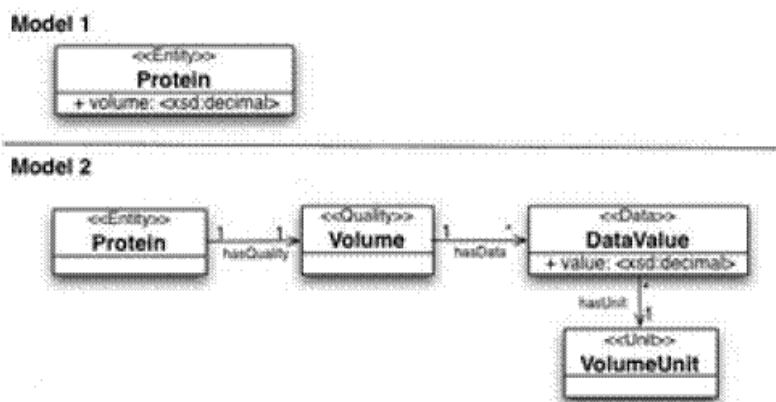 Model 1
<<Entity>>
Protein
+ volume: <xsd:decimal>
Model 2
<<Entity>>
Protein
1
1
hasQuality
<<Quality>>
Volume
1
*
hasData
<<Data>>
DataValue
+ value: <xsd:decimal>
*
hasUnit
1
<<Unit>>
VolumeUnit